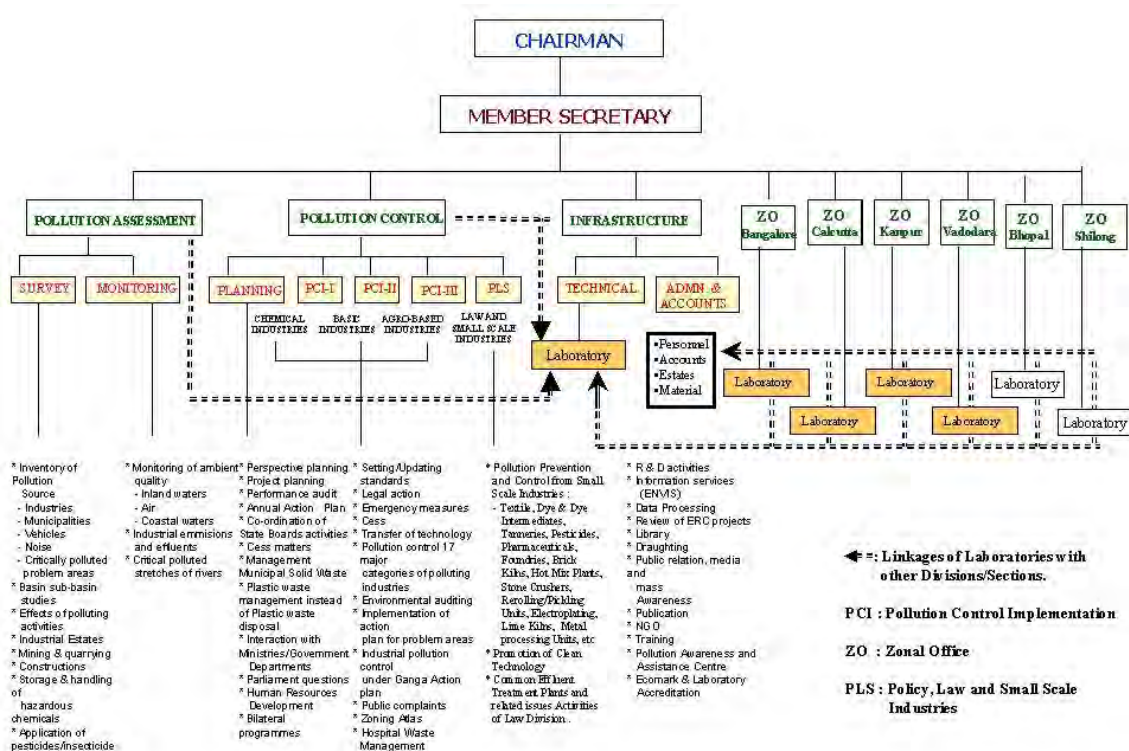 CHAIRMAN
MEMBER SECRETARY
POLLUTION ASSESSMENT
POLLUTION CONTROL
INFRASTRUCTURE
ZO
Bangalore
ZO
Calcutta
ZO
Kanpur
ZO
Vadodara
ZO
Bhopal
ZO
Shilong
SURVEY
MONITORING
PLANNING
PCI-I
PCI-II
PCI-III
PLS
TECHNICAL
ADMN. &
ACCOUNTS
CHEMICAL
INDUSTRIES
BASIC
INDUSTRIES
AGRO-BASED
INDUSTRIES
LAW AND
SMALL SCALE
INDUSTRIES
Laboratory
•Personnel
•Accounts
•Estates
•Material
Laboratory
Laboratory
Laboratory
Laboratory
Laboratory
Laboratory
* Inventory of
Pollution
Source
- Industries
- Municipalities
- Vehicles
- Noise
- Critically polluted
problem areas
* Basin sub-basin
studies
* Effects of polluting
activities
* Industrial Estates
* Mining & quarrying
* Constructions
* Storage & handling
of
hazardous
chemicals
* Application of
pesticides/insecticide
* Monitoring of ambient
quality
- Inland waters
- Air
- Coastal waters
* Industrial emmisions
and effuents
* Critical polluted
stretches of rivers
* Perspective planning
* Project planning
* Performance audit
* Annual Action Plan
* Co-ordination of
State Boards activities
* Cess matters
* Management
Municipal Solid Waste
* Plastic waste
management instead
of Plastic waste
disposal
* Interaction with
Ministries/Government
Departments
* Parliament questions
* Human Resources
Development
* Bilateral
programmes
* Setting/Updating
standards
* Legal action
* Emergency measures
* Cess
* Transfer of technology
* Pollution control 17
major
categories of polluting
industries
* Environmental auditing
* Implementation of
action
plan for problem areas
* Industrial pollution
control
under Ganga Action
plan
* Public complaints
* Zoning Atlas
* Hospital Waste
Management
* Pollution Prevention
and Control from Small
Scale Industries :
- Textile, Dye & Dye
Intermediates,
Tanneries, Pesticides,
Pharmaceuticals,
Foundries, Brick
Kilns, Hot Mix Plants,
Stone Crushers,
Rerolling/Pickling
Units, Electroplating,
Lime Kilns, Metal
processing Units, etc
* Promotion of Clean
Technology
* Common Effluent
Treatment Plants and
related issues Activities
of Law Division.
* R & D activities
* Information services
(ENVIS)
* Data Processing
* Review of ERC projects
* Library
* Draughting
* Public relation, media
and
mass
Awareness
* Publication
* NGO
* Training
* Pollution Awareness and
Assistance Centre
* Ecomark & Laboratory
Accreditation
: Linkages of Laboratories with
other Divisions/Sections.
PCI : Pollution Control Implementation
ZO : Zonal Office
PLS : Policy, Law and Small Scale
Industries